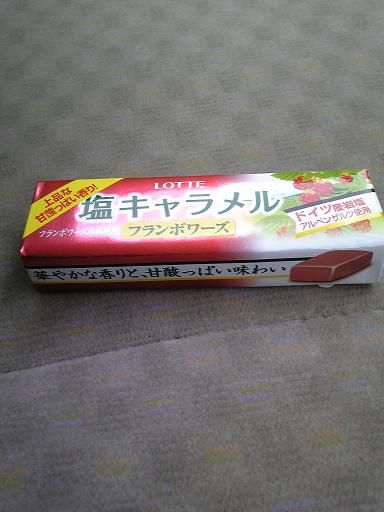 上品な
甘酸っぱい香り!
LOTTE
塩キャラメル
フランボワーズ
ドイツ産岩塩
アルペンザルツ使用
華やかな香りと、甘酸っぱい味わい